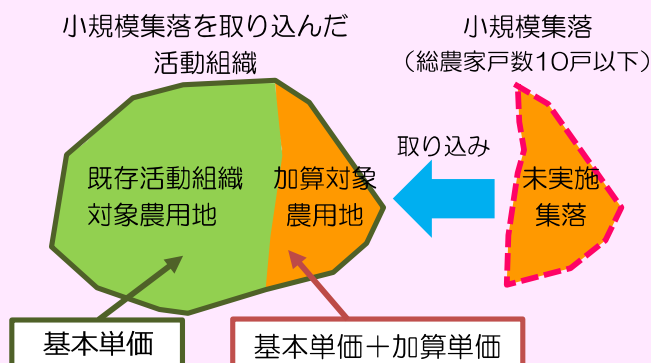 小規模集落を取り込んだ
活動組織
小規模集落
（総農家戸数10戸以下）
取り込み
既存活動組織
対象農用地
加算対象
農用地
未実施
集落
基本単価
基本単価＋加算単価